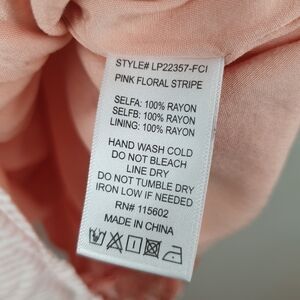 STYLE# LP22357-FCI
PINK FLORAL STRIPE
SELFA: 100% RAYON
SELFB: 100% RAYON
LINING: 100% RAYON
HAND WASH COLD
DO NOT BLEACH
LINE DRY
DO NOT TUMBLE DRY
IRON LOW IF NEEDED
RN# 115602
MADE IN CHINA